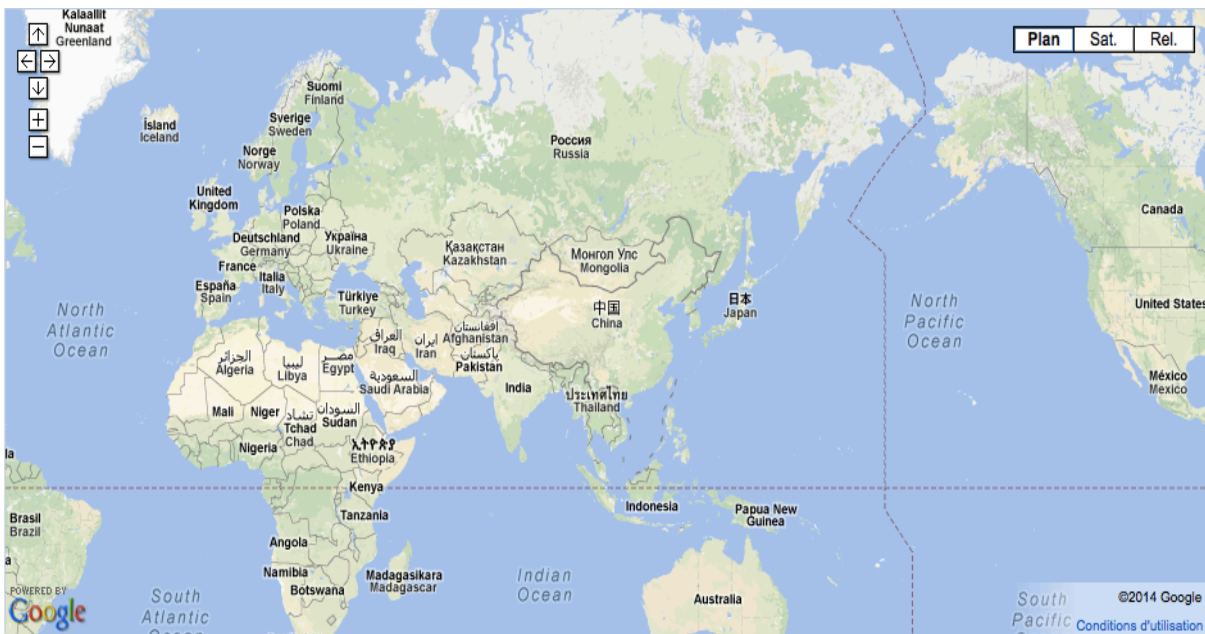 Kalaallit
Nunaat
Greenland
Plan
Sat.
Rel.
Suomi
Finland
Ísland
Iceland
Sverige
Sweden
Norge
Norway
Россия
Russia
United
Kingdom
Polska
Poland
Canada
Deutschland
Germany
Україна
Ukraine
Қазақстан
Kazakhstan
Монгол Улс
Mongolia
France
Italia
Italy
España
Spain
Türkiye
Turkey
中国
China
日本
Japan
North
Atlantic
Ocean
North
Pacific
Ocean
United States
العراق
Iraq
ایران
Iran
افغانستان
Afghanistan
پاکستان
Pakistan
الجزائر
Algeria
ليبيا
Libya
مصر
Egypt
السعودية
Saudi Arabia
India
México
Mexico
ประเทศไทย
Thailand
Mali
Niger
تشاد
Tchad
Chad
السودان
Sudan
Nigeria
ኢትዮጵያ
Ethiopia
la
Kenya
Indonesia
Papua New
Guinea
Brasil
Brazil
Tanzania
Angola
a
Namibia
Botswana
Madagasikara
Madagascar
Indian
Ocean
Australia
South
Atlantic
Ocean
South
Pacific
POWERED BY
Google
©2014 Google
Conditions d'utilisation